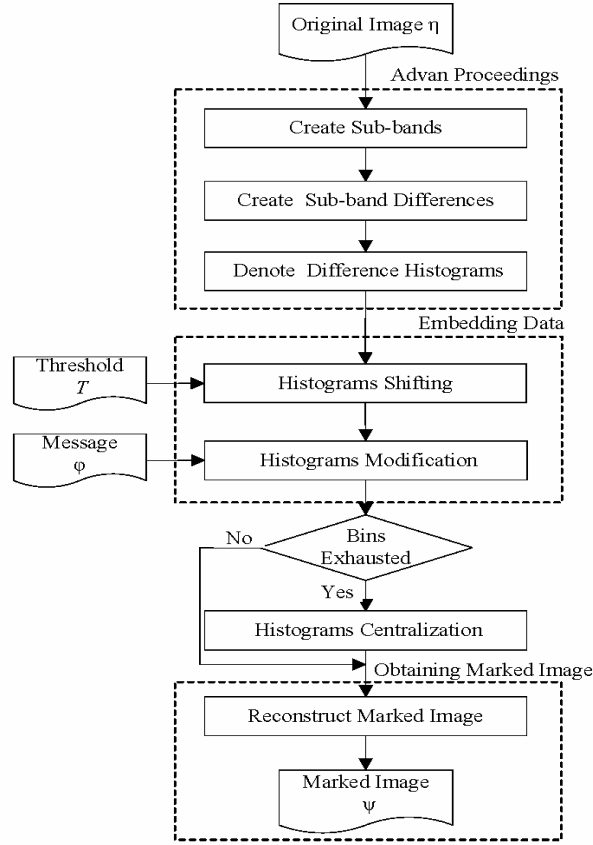 Original Image η
Advan Proceedings
Create Sub-bands
Create Sub-band Differences
Denote Difference Histograms
Embedding Data
Threshold
T
Histograms Shifting
Message
φ
Histograms Modification
Bins
Exhausted
No
Yes
Histograms Centralization
Obtaining Marked Image
Reconstruct Marked Image
Marked Image
ψ